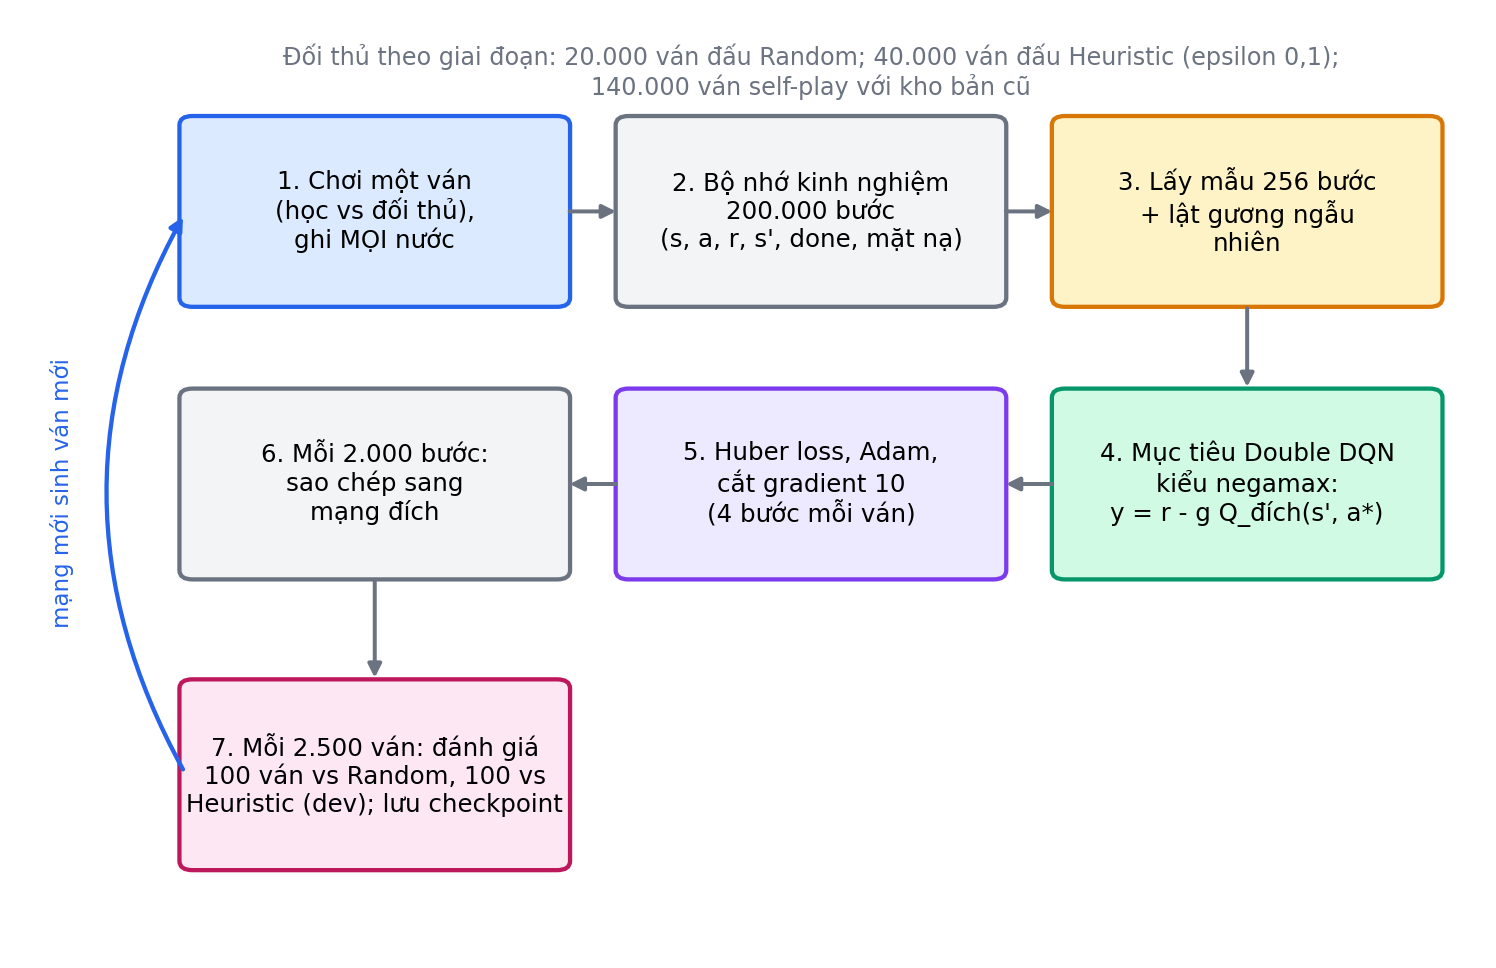 Đối thủ theo giai đoạn: 20.000 ván đấu Random; 40.000 ván đấu Heuristic (epsilon 0,1);
140.000 ván self-play với kho bản cũ
1. Chơi một ván
(học vs đối thủ),
ghi MỌI nước
2. Bộ nhớ kinh nghiệm
200.000 bước
(s, a, r, s', done, mặt nạ)
3. Lấy mẫu 256 bước
+ lật gương ngẫu
nhiên
4. Mục tiêu Double DQN
kiểu negamax:
y = r - g Q_đích(s', a*)
5. Huber loss, Adam,
cắt gradient 10
(4 bước mỗi ván)
6. Mỗi 2.000 bước:
sao chép sang
mạng đích
7. Mỗi 2.500 ván: đánh giá
100 ván vs Random, 100 vs
Heuristic (dev); lưu checkpoint
mạng mới sinh ván mới